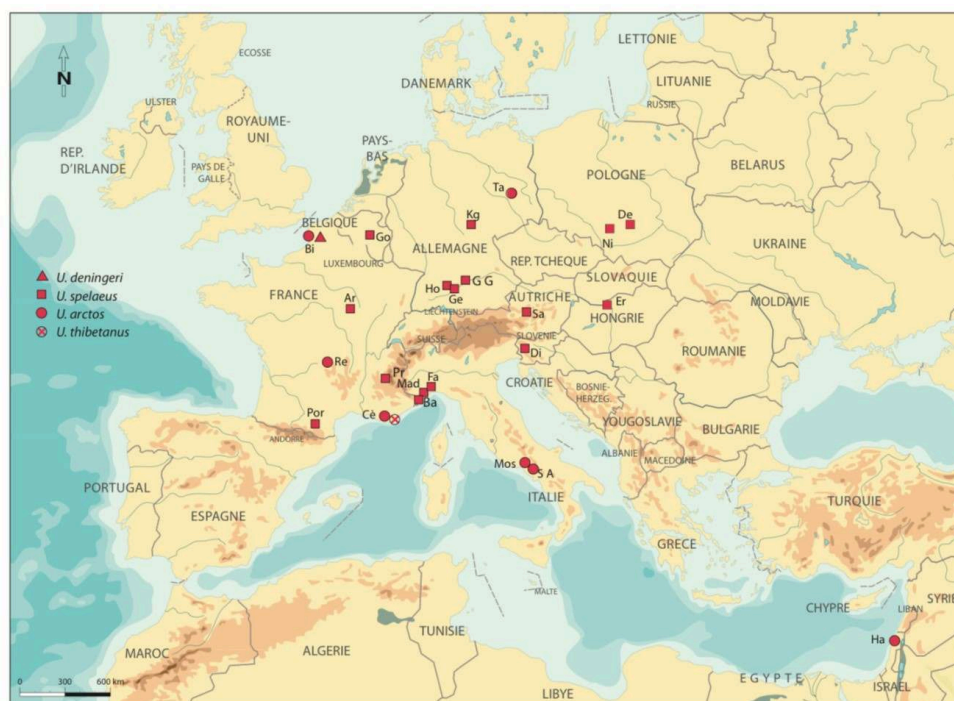 N
ECOSSE
ULSTER
ROYAUME-
UNI
REP.
D'IRLANDE
PAYS DE
GALLE
DANEMARK
LETTONIE
LITUANIE
RUSSIE
PAYS-
BAS
BELARUS
POLOGNE
Ta
Kg
De
Ni
BELGIQUE
Bi
Go
LUXEMBOURG
ALLEMAGNE
REP. TCHEQUE
UKRAINE
SLOVAQUIE
U. deningeri
U. spelaeus
U. arctos
U. thibetanus
FRANCE
Ar
Ho
G G
Ge
LIECHTENSTEIN
AUTRICHE
Sa
Er
HONGRIE
MOLDAVIE
SUISSE
SLOVENIE
Di
ROUMANIE
Re
Pr
Mad
Fa
Ba
CROATIE
BOSNIE-
HERZEG.
YOUGOSLAVIE
BULGARIE
Por
ANDORRE
Cè
ALBANIE
MACEDOINE
Mos
S A
ITALIE
PORTUGAL
ESPAGNE
TURQUIE
GRECE
MALTE
CHYPRE
LIBAN
SYRIE
Ha
TUNISIE
MAROC
ALGERIE
LIBYE
EGYPTE
ISRAEL
0 300 600 km